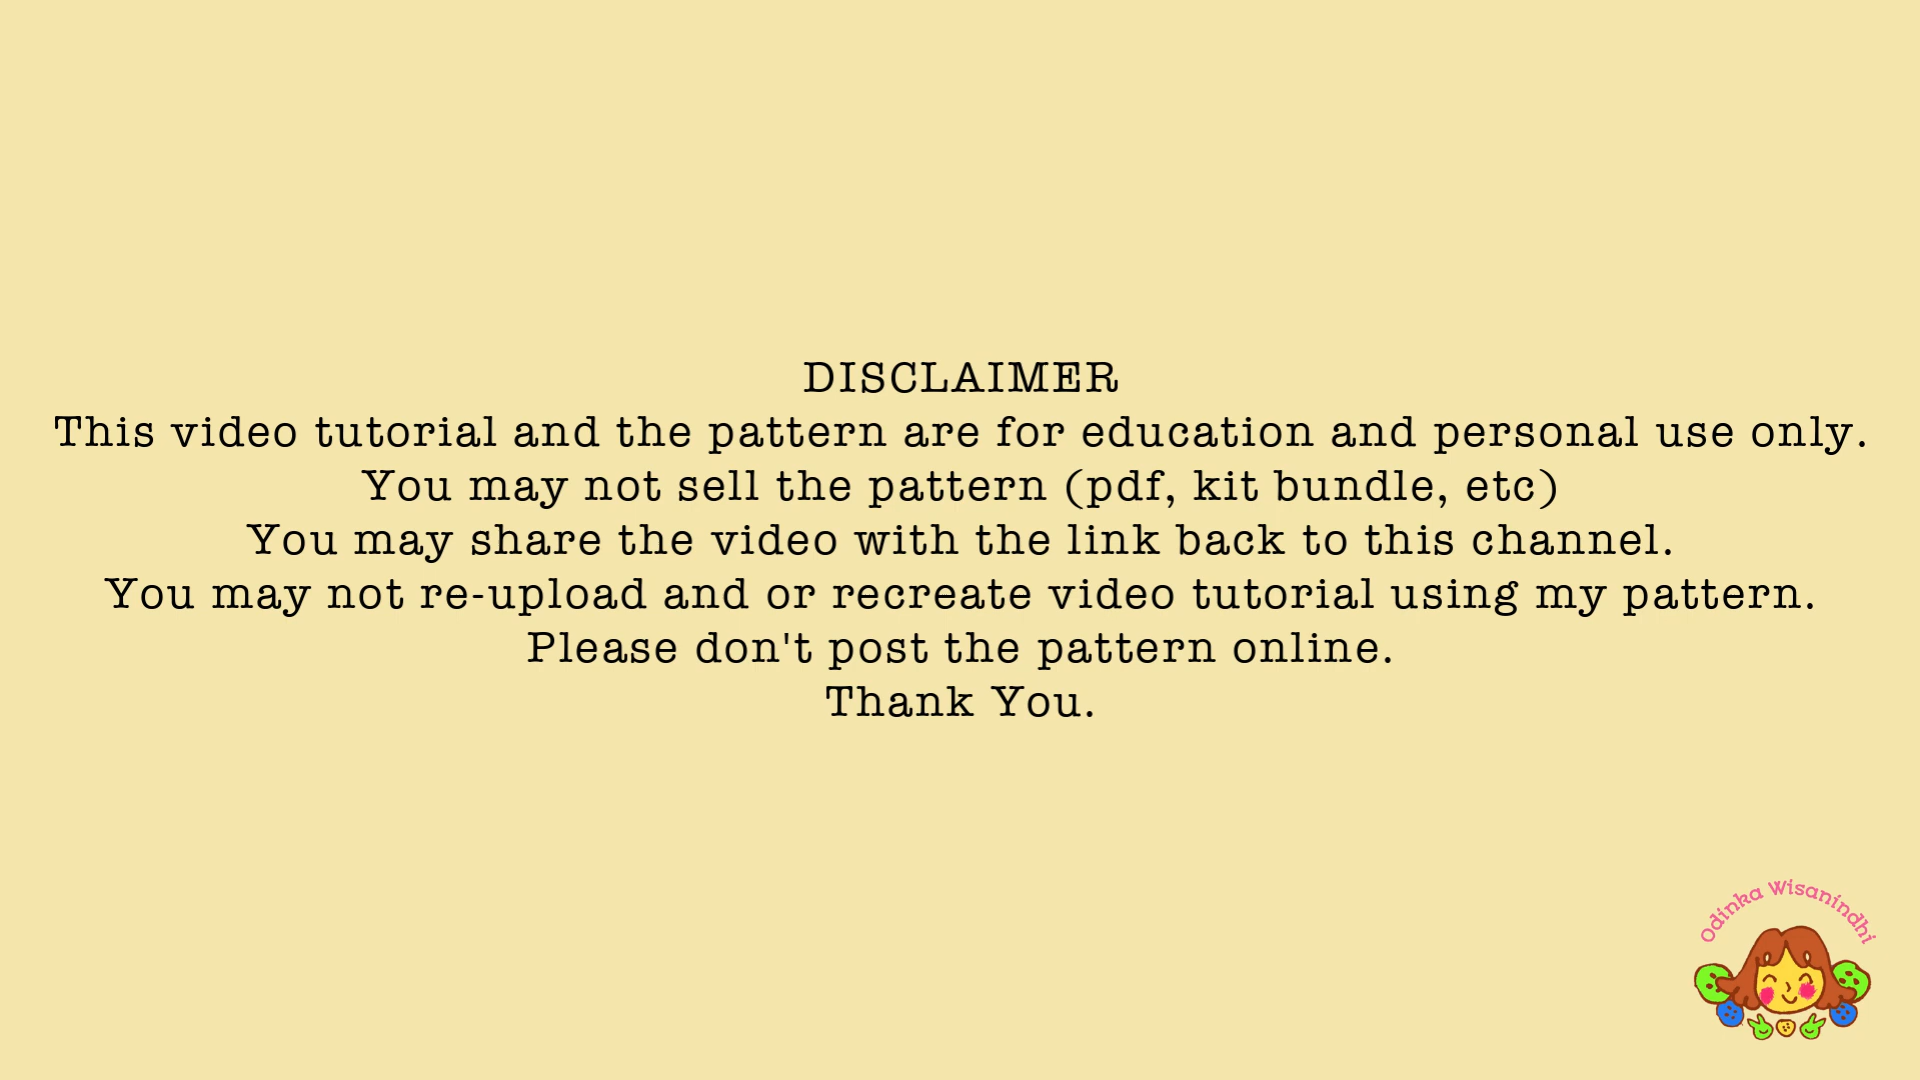 DISCLAIMER
This video tutorial and the pattern are for education and personal use only.
You may not sell the pattern (pdf, kit bundle, etc)
You may share the video with the link back to this channel.
You may not re-upload and or recreate video tutorial using my pattern.
Please don't post the pattern online.
Thank You.
Odinka Wisanindhi